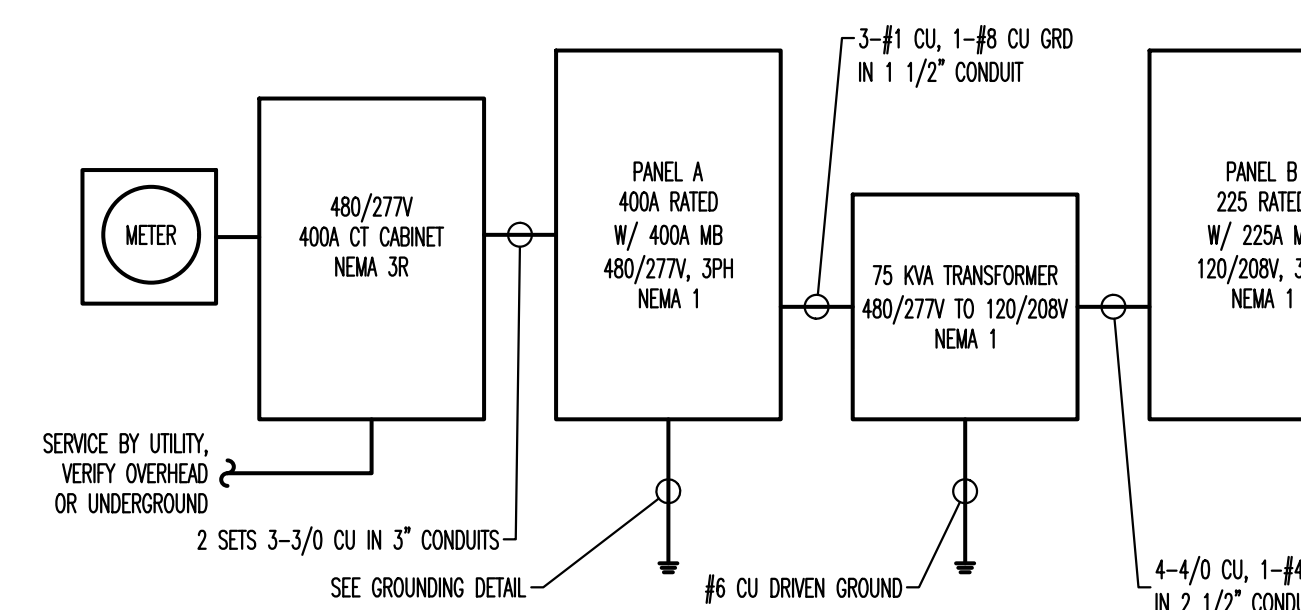 3-#1 CU, 1-#8 CU GRD
IN 1 1/2" CONDUIT
METER
480/277V
400A CT CABINET
NEMA 3R
PANEL A
400A RATED
W/ 400A MB
480/277V, 3PH
NEMA 1
75 KVA TRANSFORMER
480/277V TO 120/208V
NEMA 1
PANEL B
225 RATED
W/ 225A
120/208V,
NEMA 1
SERVICE BY UTILITY,
VERIFY OVERHEAD
OR UNDERGROUND
2 SETS 3-3/0 CU IN 3" CONDUITS
SEE GROUNDING DETAIL
#6 CU DRIVEN GROUND
4-4/0 CU, 1-#4
IN 2 1/2"